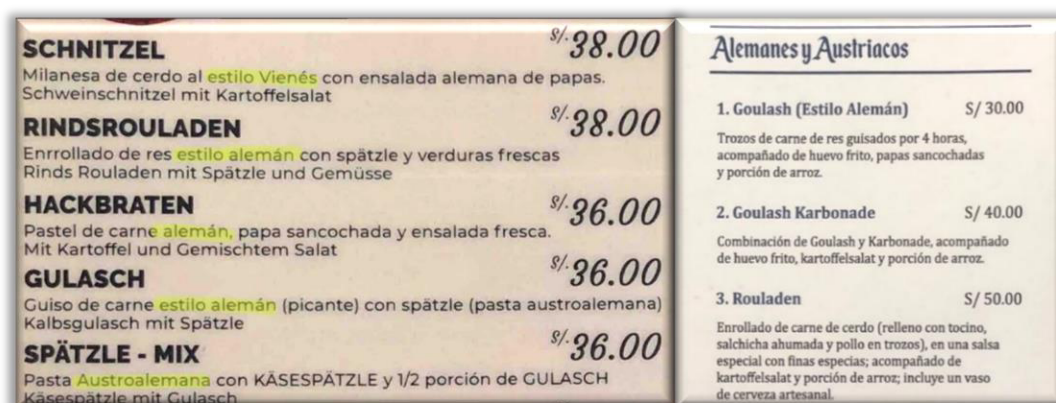 SCHNITZEL S/. 38.00
Milanesa de cerdo al estilo Vienés con ensalada alemana de papas.
Schweinschnitzel mit Kartoffelsalat
RINDSROULADEN S/. 38.00
Enrrollado de res estilo alemán con spätzle y verduras frescas
Rinds Rouladen mit Spätzle und Gemüsse
HACKBRATEN S/. 36.00
Pastel de carne alemán, papa sancochada y ensalada fresca.
Mit Kartoffel und Gemischtem Salat
GULASCH S/. 36.00
Guiso de carne estilo alemán (picante) con spätzle (pasta austroalemana)
Kalbsgulasch mit Spätzle
SPÄTZLE - MIX S/. 36.00
Pasta Austroalemana con KÄSESPÄTZLE y 1/2 porción de GULASCH
Käsespätzle mit Gulasch
Alemanes y Austriacos
1. Goulash (Estilo Alemán) S/ 30.00
Trozos de carne de res guisados por 4 horas,
acompañado de huevo frito, papas sancochadas
y porción de arroz.
2. Goulash Karbonade S/ 40.00
Combinación de Goulash y Karbonade, acompañado
de huevo frito, kartoffelsalat y porción de arroz.
3. Rouladen S/ 50.00
Enrollado de carne de cerdo (relleno con tocino,
salchicha ahumada y pollo en trozos), en una salsa
especial con finas especias; acompañado de
kartoffelsalat y porción de arroz; incluye un vaso
de cerveza artesanal.